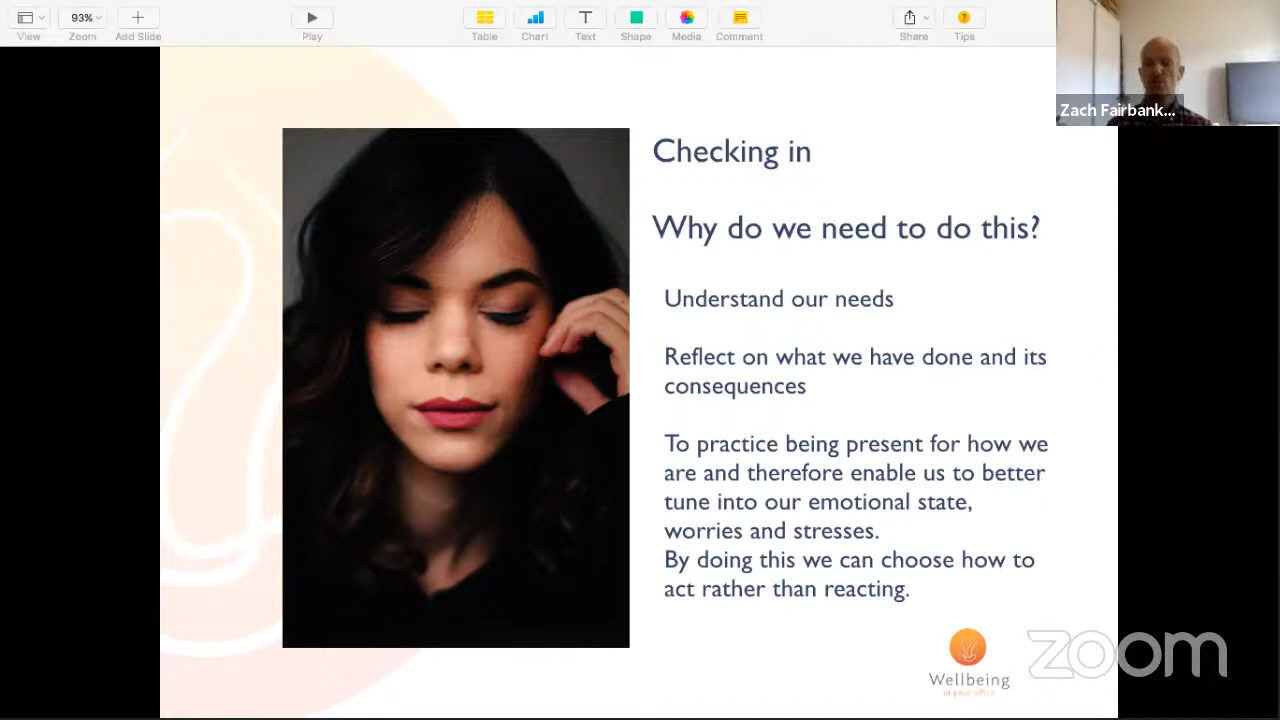 93%
View Zoom Add Slide Play Table Chart Text Shape Media Comment Share Tips
Zach Fairbank...
Checking in
Why do we need to do this?
Understand our needs
Reflect on what we have done and its
consequences
To practice being present for how we
are and therefore enable us to better
tune into our emotional state,
worries and stresses.
By doing this we can choose how to
act rather than reacting.
Wellbeing
in your office
zoom